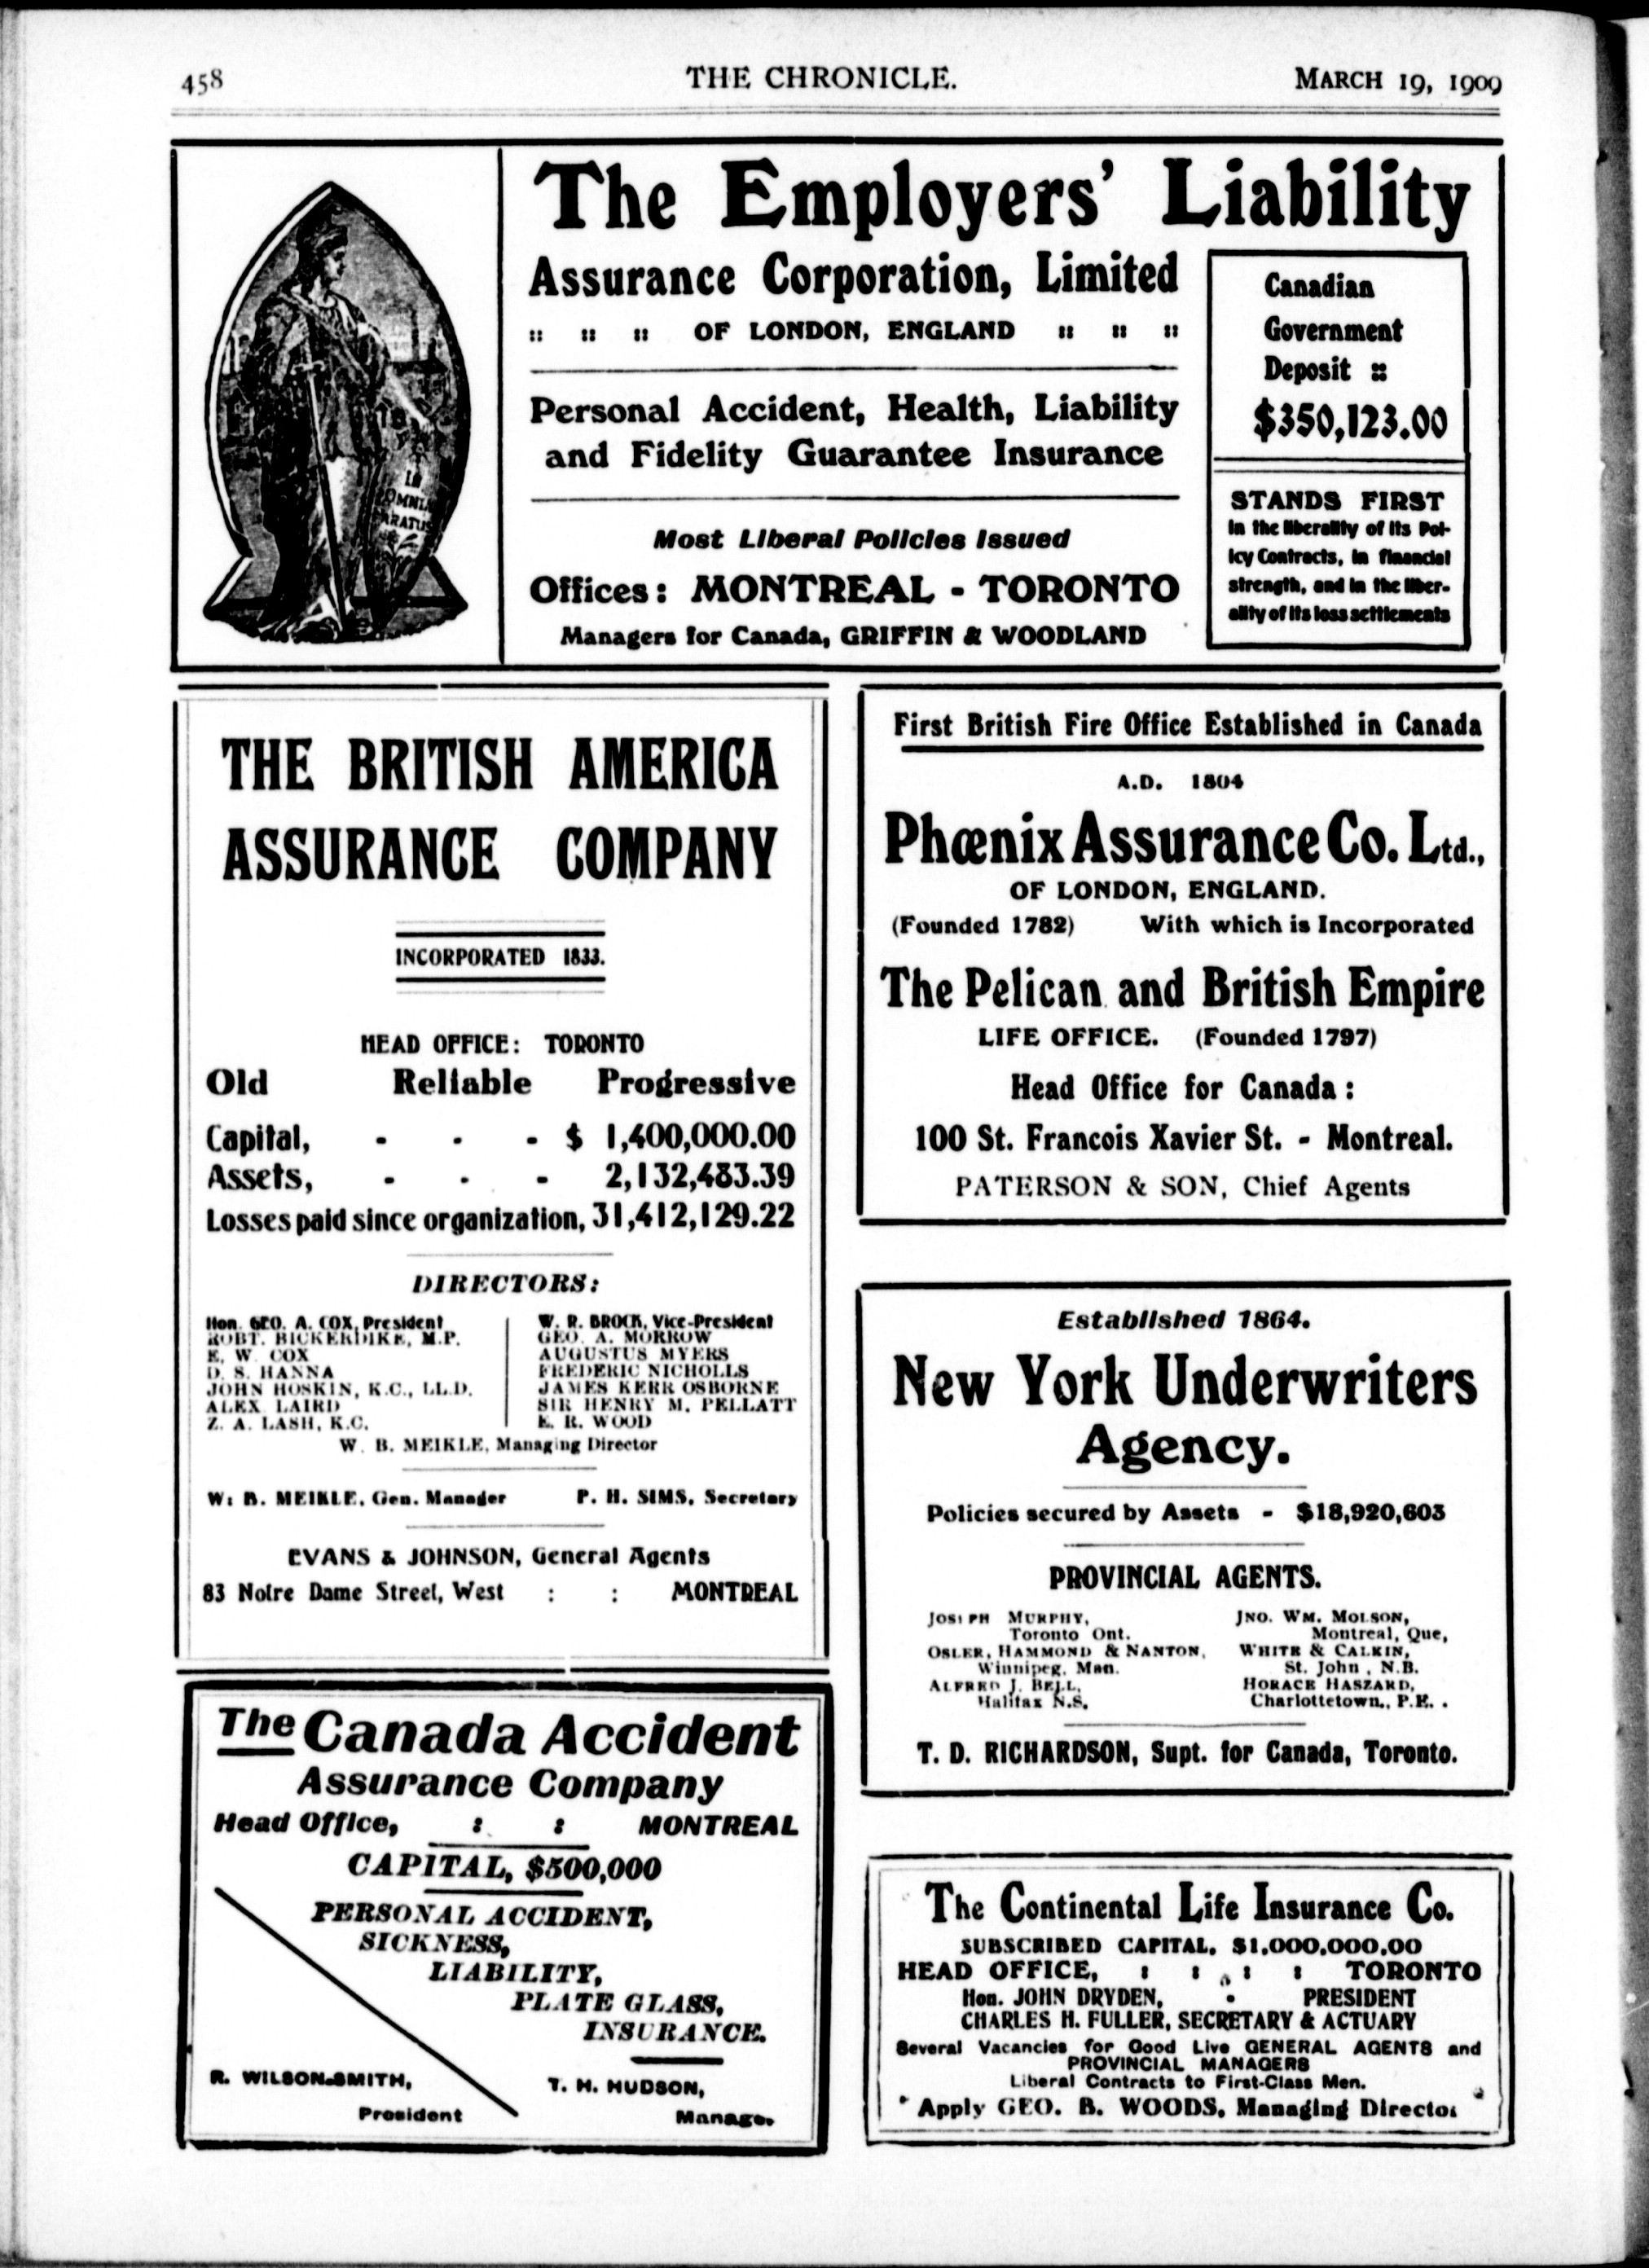 458 THE CHRONICLE. MARCH 19, 1909
The Employers' Liability
Assurance Corporation, Limited
:: :: :: OF LONDON, ENGLAND :: :: ::
Personal Accident, Health, Liability
and Fidelity Guarantee Insurance
Most Liberal Policies Issued
Offices: MONTREAL - TORONTO
Managers for Canada, GRIFFIN & WOODLAND
Canadian
Government
Deposit ::
$350,123.00
STANDS FIRST
in the liberality of its Pol-
icy Contracts, in financial
strength, and in the liber-
ality of its loss settlements
THE BRITISH AMERICA
ASSURANCE COMPANY
INCORPORATED 1833.
HEAD OFFICE: TORONTO
Old Reliable Progressive
Capital, - - - $ 1,400,000.00
Assets, - - - 2,132,483.39
Losses paid since organization, 31,412,129.22
DIRECTORS:
Hon. GEO. A. COX, President
ROBT. BICKERDIKE, M.P.
E. W. COX
D. S. HANNA
JOHN HOSKIN, K.C., LL.D.
ALEX LAIRD
Z. A. LASH, K.C.
W. R. BROCK, Vice-President
GEO. A. MORROW
AUGUSTUS MYERS
FREDERIC NICHOLLS
JAMES KERR OSBORNE
SIR HENRY M. PELLATT
E. R. WOOD
W. B. MEIKLE, Managing Director
W. B. MEIKLE, Gen. Manager P. H. SIMS, Secretary
EVANS & JOHNSON, General Agents
83 Notre Dame Street, West : : MONTREAL
The Canada Accident
Assurance Company
Head Office, : : MONTREAL
CAPITAL, $500,000
PERSONAL ACCIDENT,
SICKNESS,
LIABILITY,
PLATE GLASS,
INSURANCE.
R. WILSON-SMITH,
President
T. H. HUDSON,
Manager.
First British Fire Office Established in Canada
A.D. 1804
Phœnix Assurance Co. Ltd.,
OF LONDON, ENGLAND.
(Founded 1782) With which is Incorporated
The Pelican and British Empire
LIFE OFFICE. (Founded 1797)
Head Office for Canada:
100 St. Francois Xavier St. - Montreal.
PATERSON & SON, Chief Agents
Established 1864.
New York Underwriters
Agency.
Policies secured by Assets - $18,920,603
PROVINCIAL AGENTS.
JOSEPH MURPHY,
Toronto Ont.
OSLER, HAMMOND & NANTON,
Winnipeg, Man.
ALFRED J. BELL,
Halifax N.S.
JNO. WM. MOLSON,
Montreal, Que,
WHITE & CALKIN,
St. John, N.B.
HORACE HASZARD,
Charlottetown., P.E. .
T. D. RICHARDSON, Supt. for Canada, Toronto.
The Continental Life Insurance Co.
SUBSCRIBED CAPITAL, $1,000,000.00
HEAD OFFICE, : : : : TORONTO
Hon. JOHN DRYDEN, - PRESIDENT
CHARLES H. FULLER, SECRETARY & ACTUARY
Several Vacancies for Good Live GENERAL AGENTS and
PROVINCIAL MANAGERS
Liberal Contracts to First-Class Men.
Apply GEO. B. WOODS, Managing Director